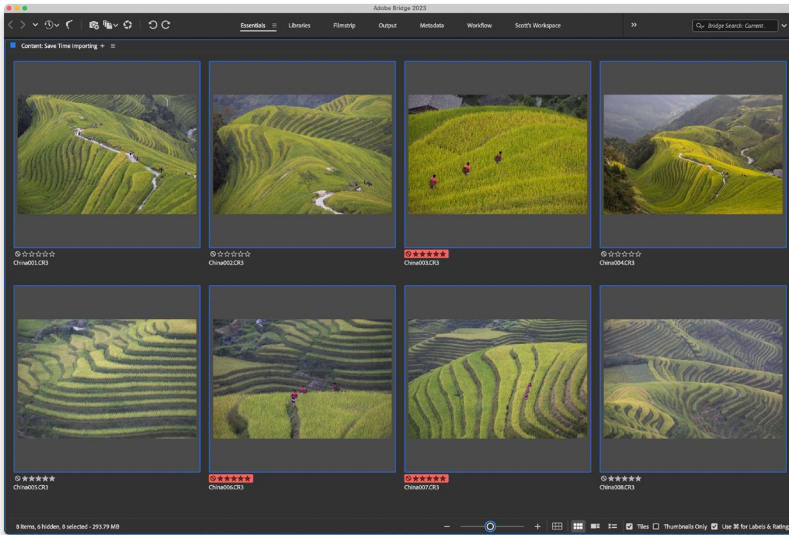 Adobe Bridge 2023
Essentials Libraries Filmstrip Output Metadata Workflow Scott's Workspace Bridge Search: Current
Content: Save Time Importing
China001.CR3 China002.CR3 China003.CR3 China004.CR3
China005.CR3 China006.CR3 China007.CR3 China008.CR3
8 items, 6 hidden, 8 selected - 293.79 MB Tiles Thumbnails Only Use ⌘ for Labels & Rating